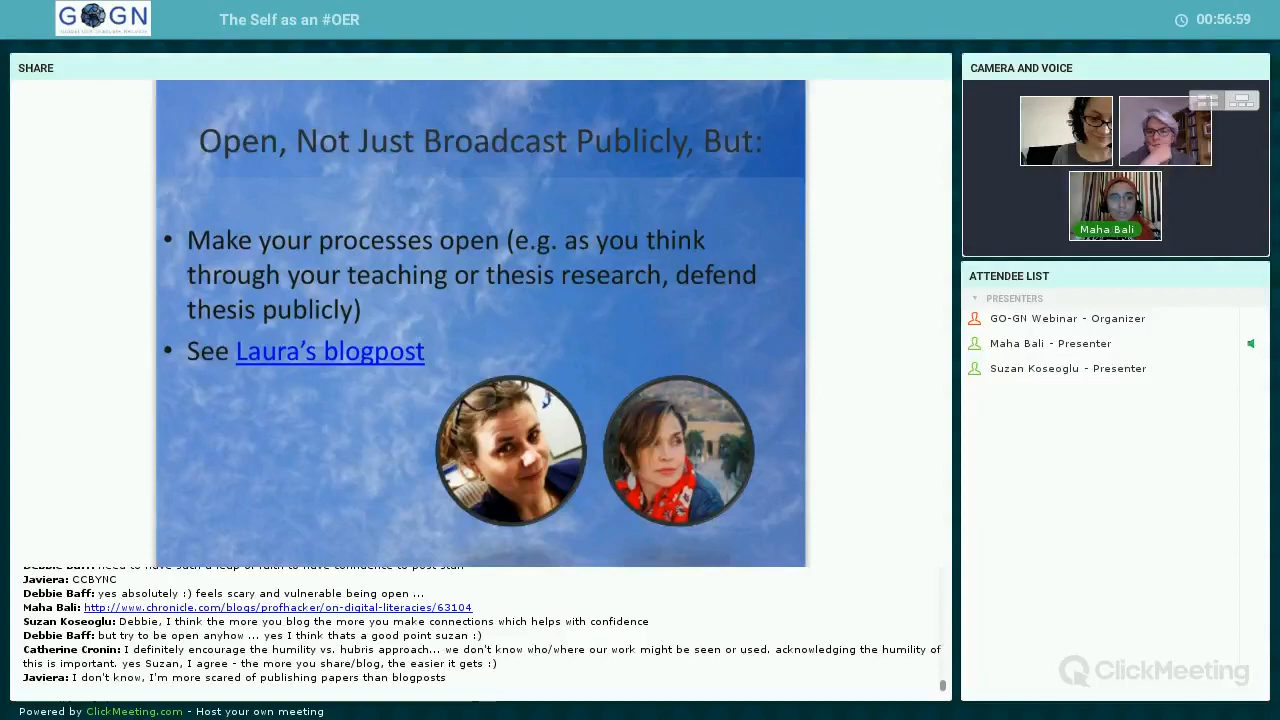 GOGN
The Self as an #OER
00:56:59
SHARE
Open, Not Just Broadcast Publicly, But:
• Make your processes open (e.g. as you think
through your teaching or thesis research, defend
thesis publicly)
• See Laura's blogpost
Debbie Baff: need to have such a leap of faith to have confidence to post stuff
Javiera: CCBYNC
Debbie Baff: yes absolutely :) feels scary and vulnerable being open ...
Maha Bali: http://www.chronicle.com/blogs/profhacker/on-digital-literacies/63104
Suzan Koseoglu: Debbie, I think the more you blog the more you make connections which helps with confidence
Debbie Baff: but try to be open anyhow ... yes I think thats a good point suzan :)
Catherine Cronin: I definitely encourage the humility vs. hubris approach... we don't know who/where our work might be seen or used. acknowledging the humility of
this is important. yes Suzan, I agree - the more you share/blog, the easier it gets :)
Javiera: I don't know, I'm more scared of publishing papers than blogposts
CAMERA AND VOICE
Maha Bali
ATTENDEE LIST
PRESENTERS
GO-GN Webinar - Organizer
Maha Bali - Presenter
Suzan Koseoglu - Presenter
ClickMeeting
Powered by ClickMeeting.com - Host your own meeting